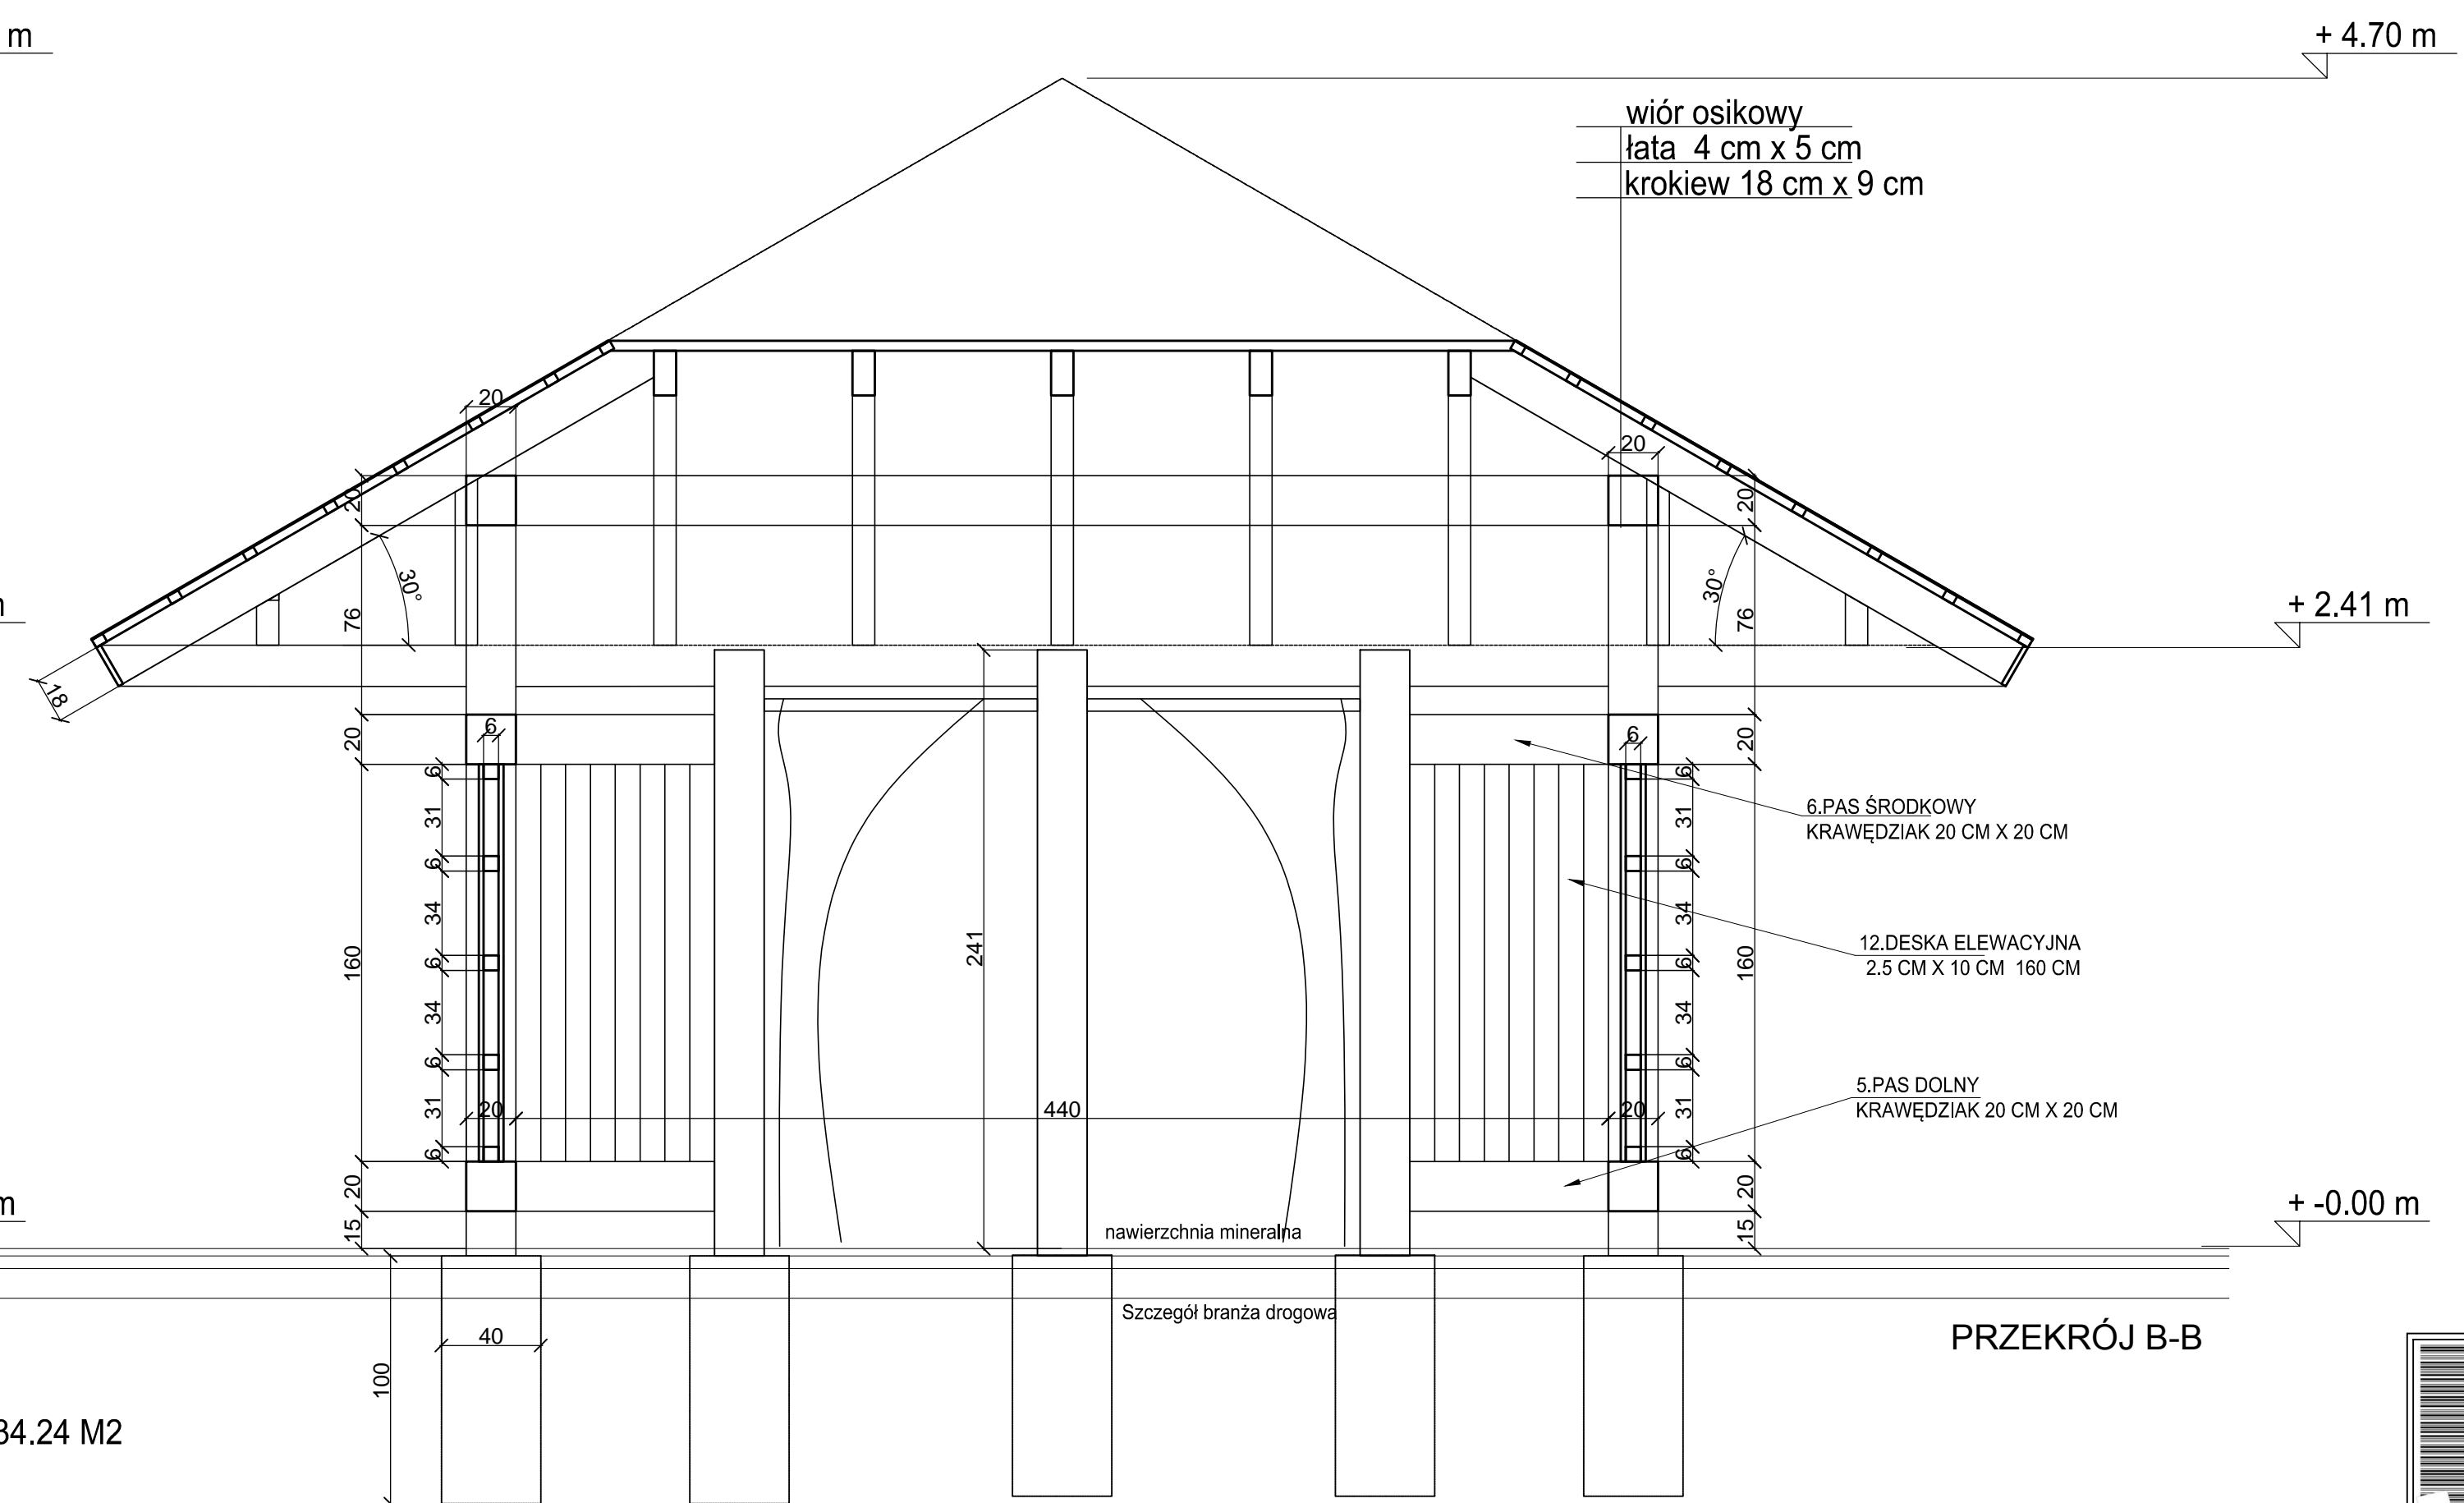 m
+ 4.70 m
wiór osikowy
łata 4 cm x 5 cm
krokiew 18 cm x 9 cm
20
20
20
20
30°
30°
76
76
+ 2.41 m
18
20
6
6
20
6
6
31
31
6.PAS ŚRODKOWY
KRAWĘDZIAK 20 CM X 20 CM
6
6
34
34
160
241
6
6
160
12.DESKA ELEWACYJNA
2.5 CM X 10 CM 160 CM
34
34
6
6
31
20
440
20
31
5.PAS DOLNY
KRAWĘDZIAK 20 CM X 20 CM
6
6
20
20
m
+ -0.00 m
15
nawierzchnia mineralna
15
Szczegół branża drogowa
40
PRZEKRÓJ B-B
100
34.24 M2